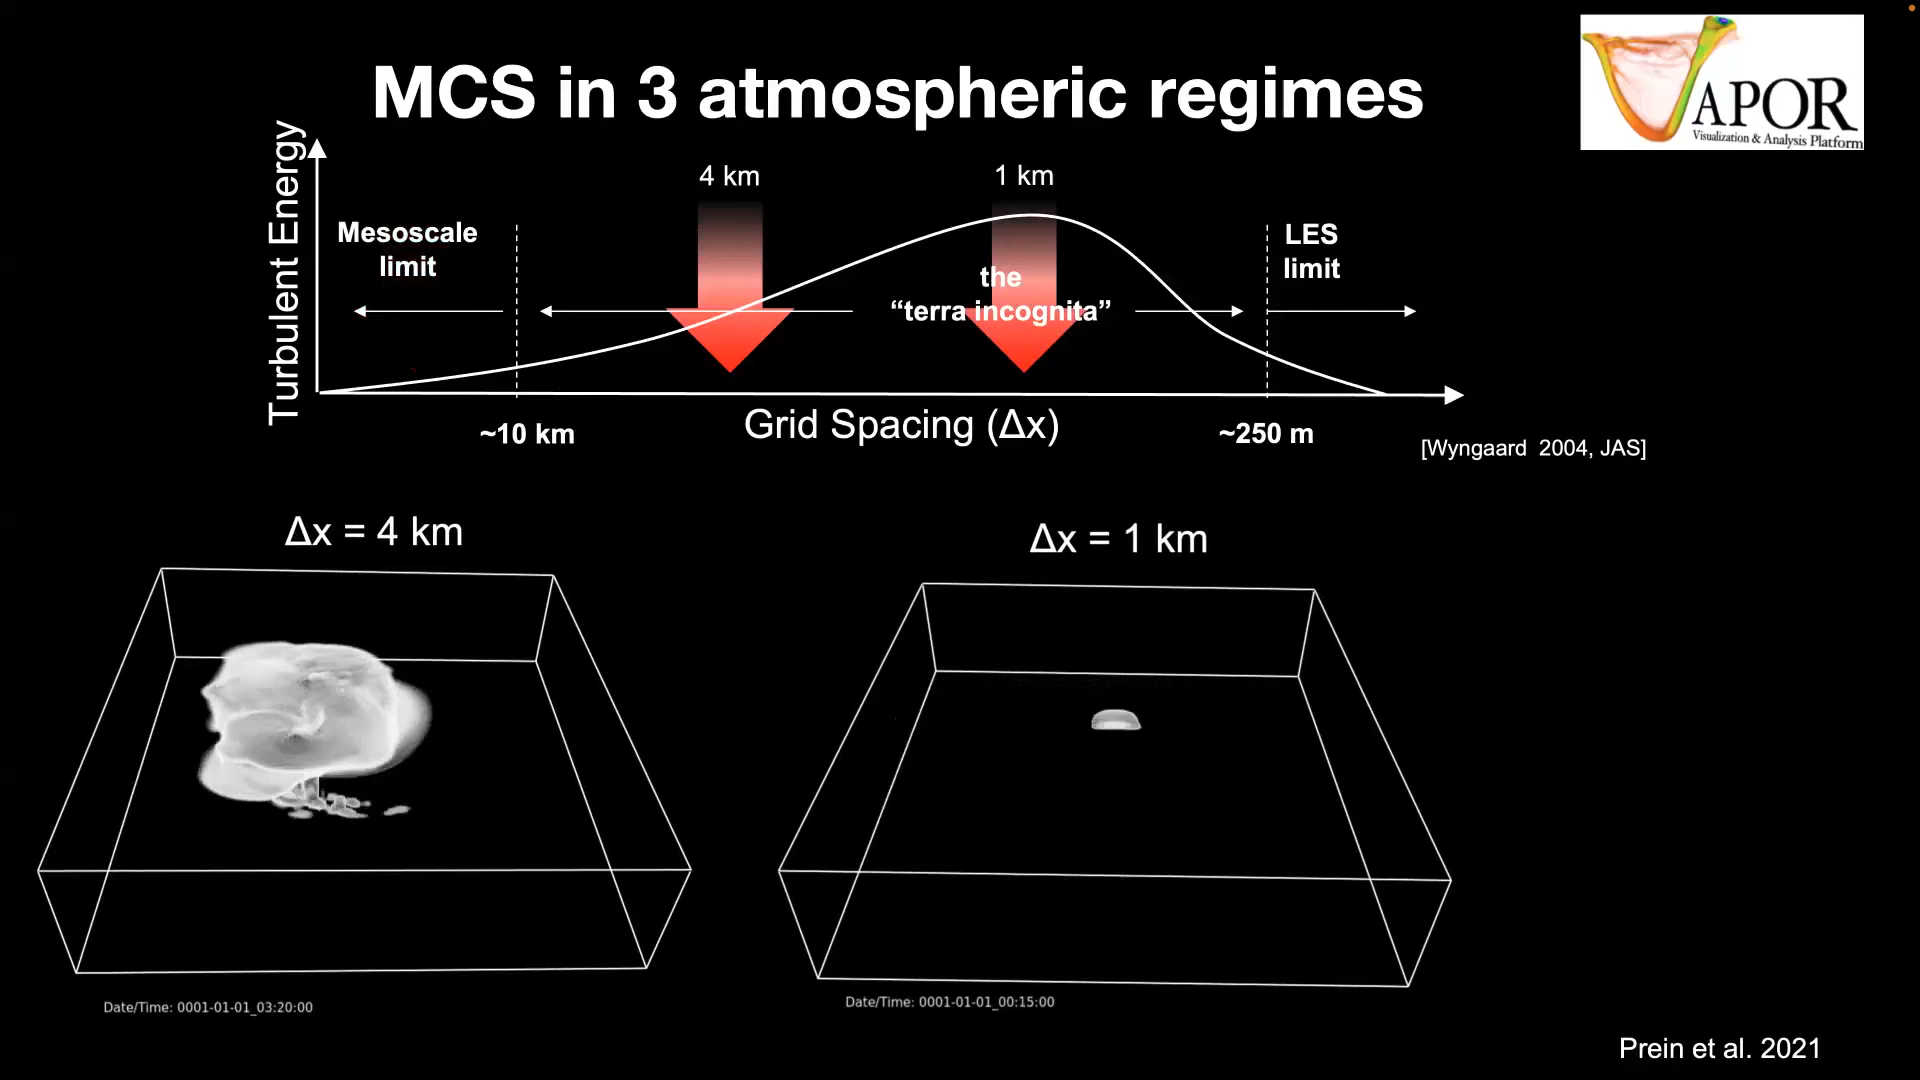 MCS in 3 atmospheric regimes
VAPOR
Visualization & Analysis Platform
Turbulent Energy
4 km
1 km
Mesoscale
limit
the
“terra incognita”
LES
limit
~10 km
Grid Spacing (Δx)
~250 m
[Wyngaard 2004, JAS]
Δx = 4 km
Δx = 1 km
Date/Time: 0001-01-01_03:20:00
Date/Time: 0001-01-01_00:15:00
Prein et al. 2021